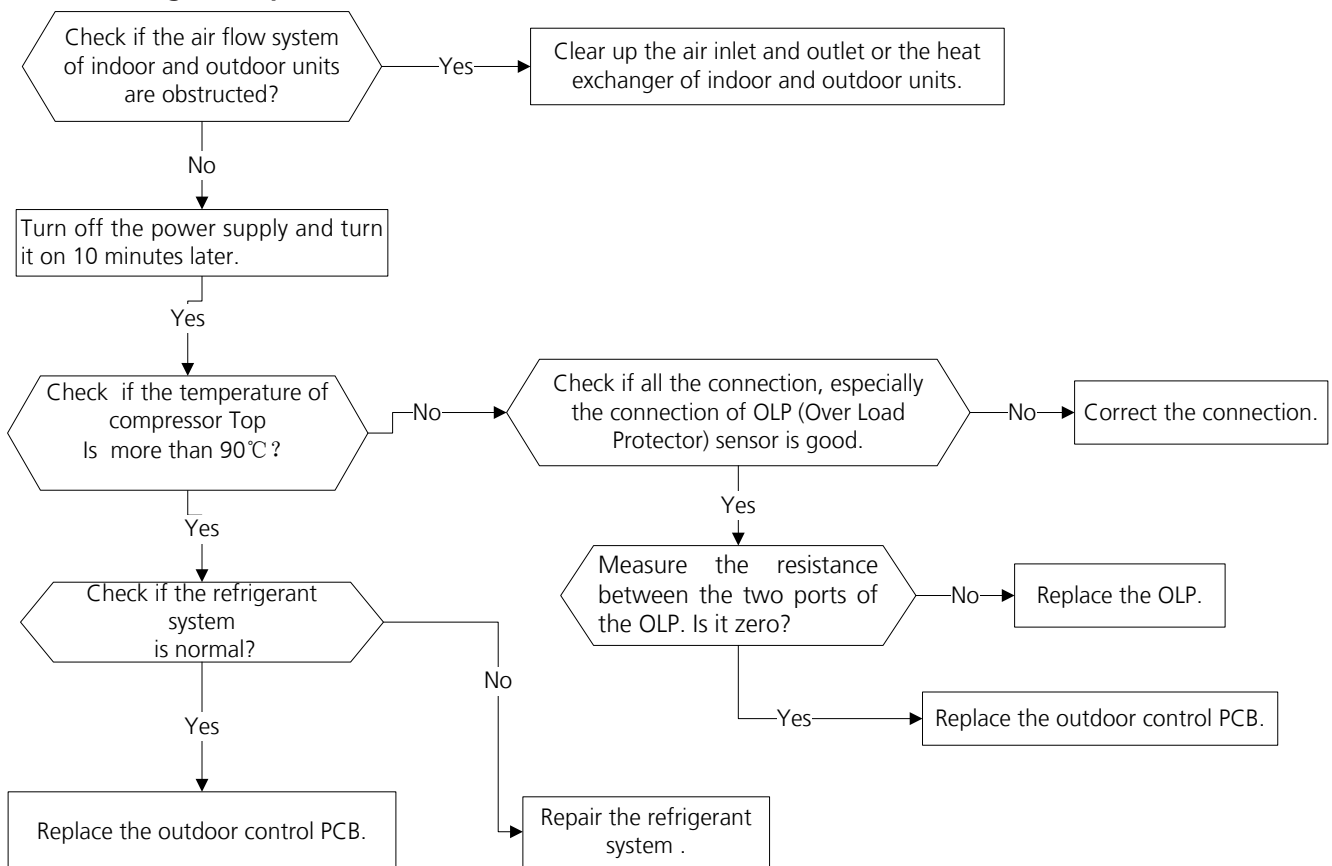 Check if the air flow system
of indoor and outdoor units
are obstructed?
Yes
Clear up the air inlet and outlet or the heat
exchanger of indoor and outdoor units.
No
Turn off the power supply and turn
it on 10 minutes later.
Yes
Check if the temperature of
compressor Top
Is more than 90℃?
No
Check if all the connection, especially
the connection of OLP (Over Load
Protector) sensor is good.
No
Correct the connection.
Yes
Yes
Measure the resistance
between the two ports of
the OLP. Is it zero?
No
Replace the OLP.
Check if the refrigerant
system
is normal?
No
Yes
Replace the outdoor control PCB.
Yes
Replace the outdoor control PCB.
Repair the refrigerant
system .